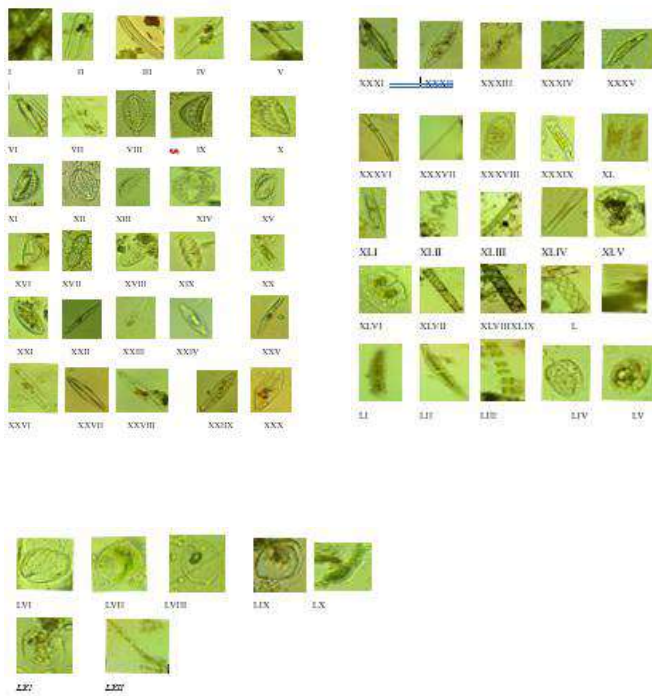 I II III IV V
VI VII VIII IX X
XI XII XIII XIV XV
XVI XVII XVIII XIX XX
XXI XXII XXIII XXIV XXV
XXVI XXVII XXVIII XXIX XXX
XXXI XXXII XXXIII XXXIV XXXV
XXXVI XXXVII XXXVIII XXXIX XL
XLI XLII XLIII XLIV XLV
XLVI XLVII XLVIIIXLIX L
LI LII LIII LIV LV
LVI LVII LVIII LIX LX
LXI LXII